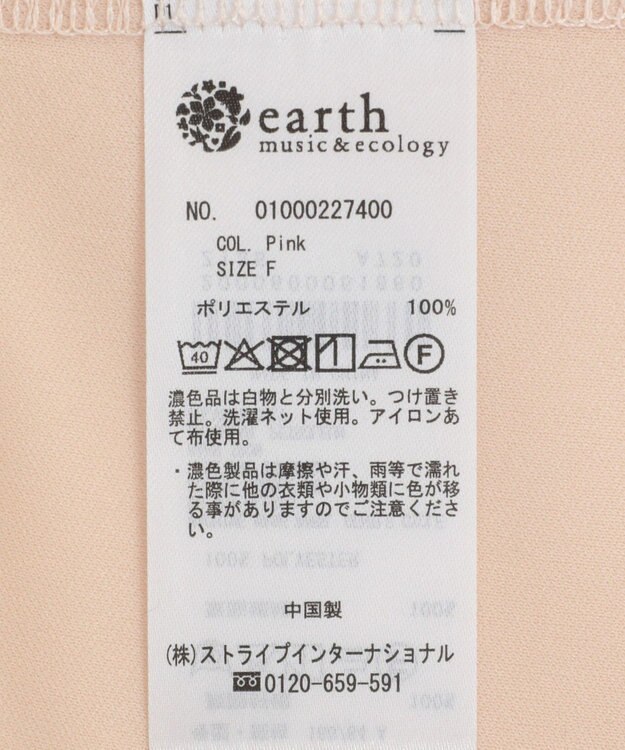 earth
music&ecology
NO. 01000227400
COL. Pink
SIZE F
ポリエステル 100%
40 F
濃色品は白物と分別洗い。つけ置き
禁止。洗濯ネット使用。アイロンあ
て布使用。
・濃色製品は摩擦や汗、雨等で濡れ
た際に他の衣類や小物類に色が移
る事がありますのでご注意くださ
い。
中国製
(株)ストライプインターナショナル
0120-659-591